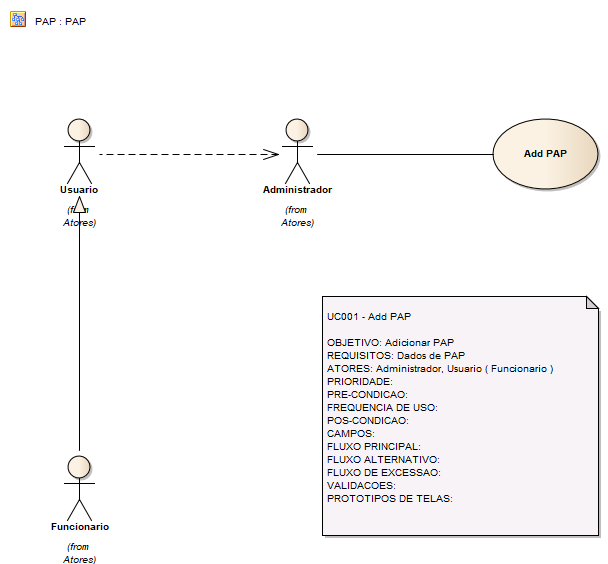 PAP : PAP
Add PAP
Usuario
(from
Atores)
Administrador
(from
Atores)
UC001 - Add PAP
OBJETIVO: Adicionar PAP
REQUISITOS: Dados de PAP
ATORES: Administrador, Usuario ( Funcionario )
PRIORIDADE:
PRE-CONDICAO:
FREQUENCIA DE USO:
POS-CONDICAO:
CAMPOS:
FLUXO PRINCIPAL:
FLUXO ALTERNATIVO:
FLUXO DE EXCESSAO:
VALIDACOES:
PROTOTIPOS DE TELAS:
Funcionario
(from
Atores)